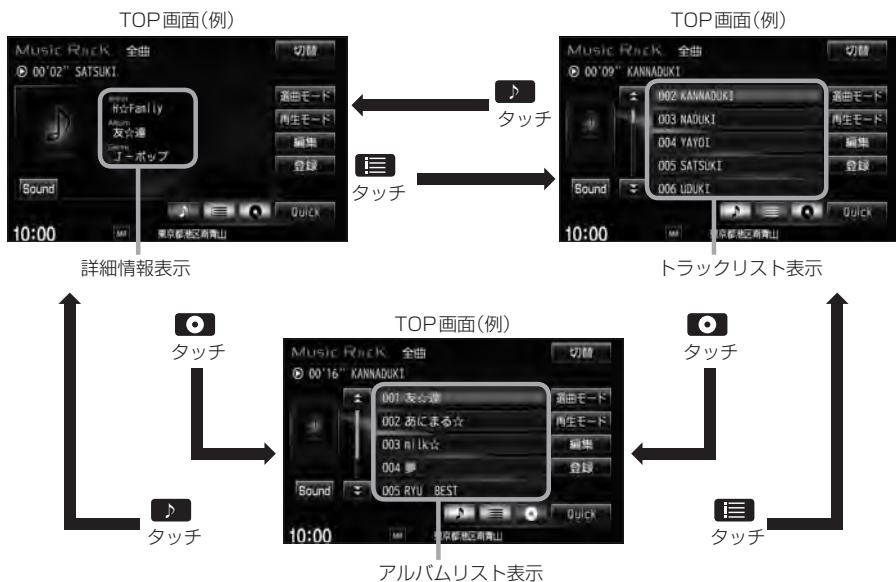 TOP画面(例)
Music Rack 全曲
切替
00'02" SATSUKI
Artist
H☆Family
Album
友☆達
Genre
J-ポップ
選曲モード
再生モード
編集
登録
Sound
Quick
10:00
東京都港区南青山
詳細情報表示
タッチ
タッチ
TOP画面(例)
Music Rack 全曲
切替
00'09" KANNADUKI
002 KANNADUKI
003 NADUKI
004 YAYOI
005 SATSUKI
006 UDUKI
選曲モード
再生モード
編集
登録
Sound
Quick
10:00
東京都港区南青山
トラックリスト表示
タッチ
タッチ
TOP画面(例)
Music Rack 全曲
切替
00'16" KANNADUKI
001 友☆達
002 あにまる☆
003 milk☆
004 夢
005 RYU BEST
選曲モード
再生モード
編集
登録
Sound
Quick
10:00
東京都港区南青山
アルバムリスト表示
タッチ
タッチ